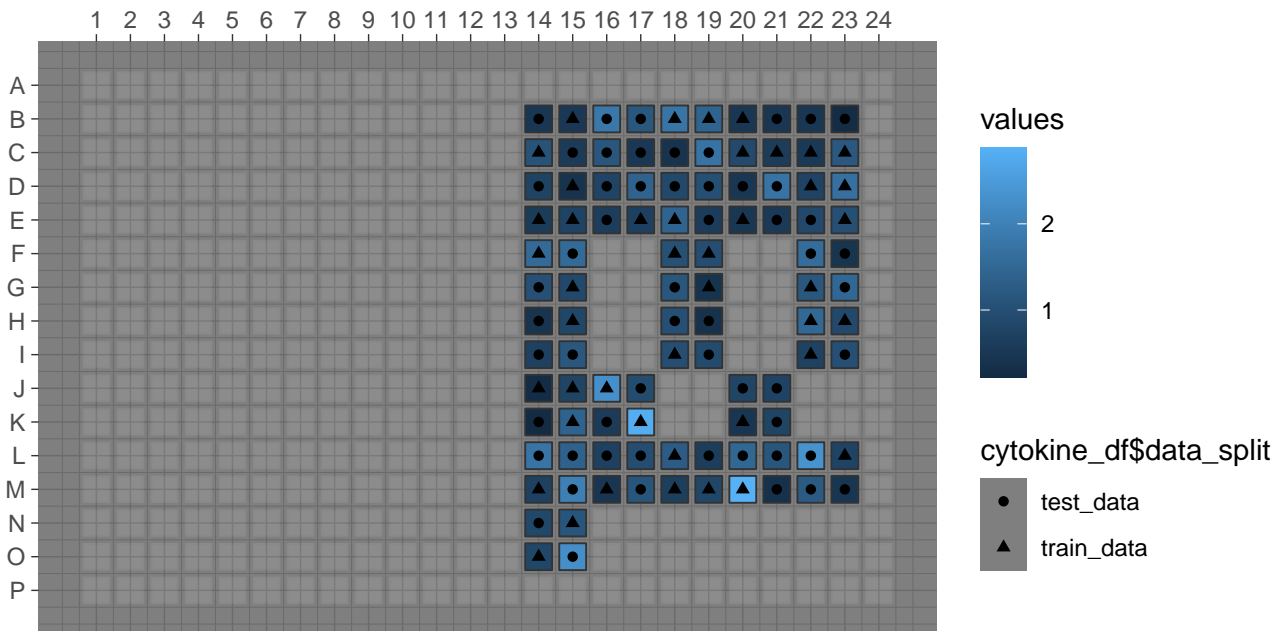 1 2 3 4 5 6 7 8 9 10 11 12 13 14 15 16 17 18 19 20 21 22 23 24
A
B
C
D
E
F
G
H
I
J
K
L
M
N
O
P
values
2
1
cytokine_df$data_split
test_data
train_data